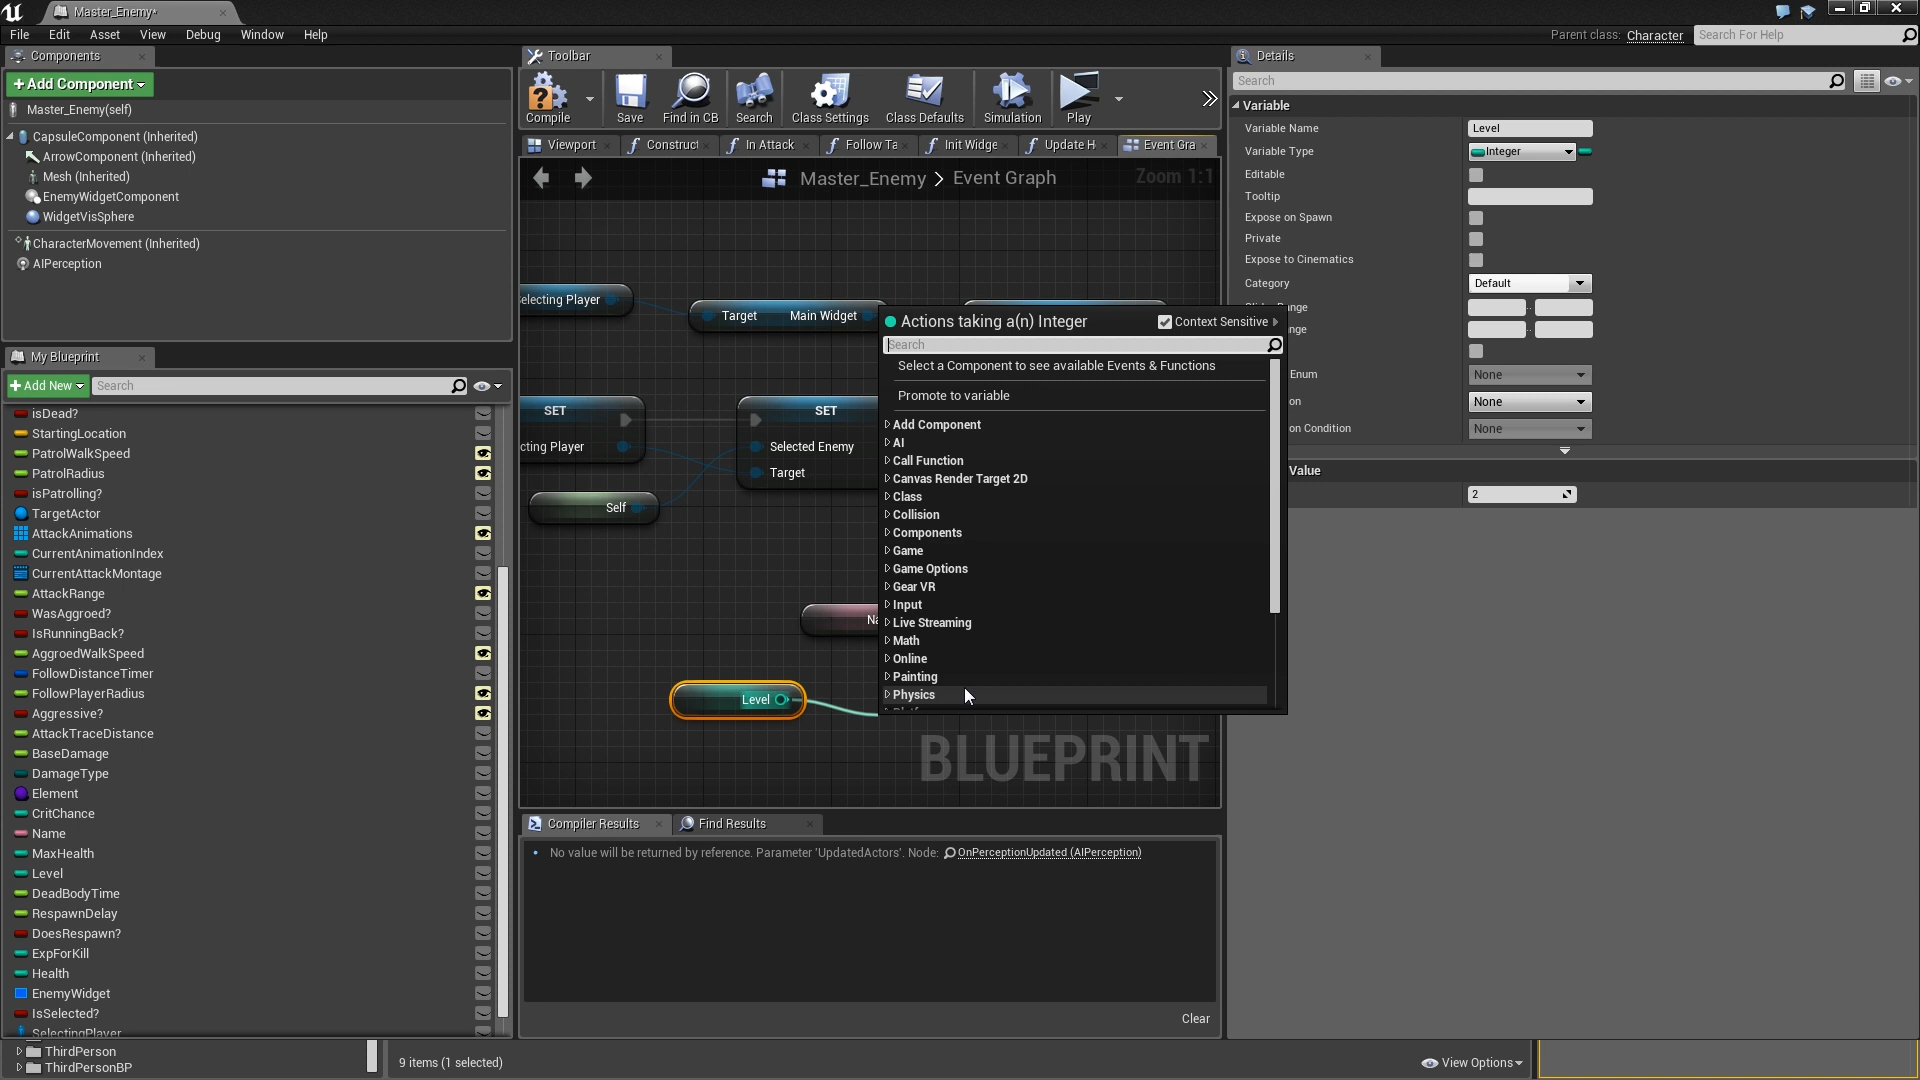 Master_Enemy*
File Edit Asset View Debug Window Help
Parent class: Character Search For Help
Components
+Add Component
Master_Enemy(self)
CapsuleComponent (Inherited)
ArrowComponent (Inherited)
Mesh (Inherited)
EnemyWidgetComponent
WidgetVisSphere
CharacterMovement (Inherited)
AIPerception
My Blueprint
+Add New Search
isDead?
StartingLocation
PatrolWalkSpeed
PatrolRadius
isPatrolling?
TargetActor
AttackAnimations
CurrentAnimationIndex
CurrentAttackMontage
AttackRange
WasAggroed?
IsRunningBack?
AggroedWalkSpeed
FollowDistanceTimer
FollowPlayerRadius
Aggressive?
AttackTraceDistance
BaseDamage
DamageType
Element
CritChance
Name
MaxHealth
Level
DeadBodyTime
RespawnDelay
DoesRespawn?
ExpForKill
Health
EnemyWidget
IsSelected?
SelectingPlayer
ThirdPerson
ThirdPersonBP
Toolbar
Compile Save Find in CB Search Class Settings Class Defaults Simulation Play
Viewport Construct In Attack Follow Ta Init Widge Update H Event Gra
Master_Enemy > Event Graph
Zoom 1:1
electing Player
Target Main Widget
SET
cting Player
SET
Selected Enemy
Target
Self
Na
Level
BLUEPRINT
Actions taking a(n) Integer Context Sensitive
Search
Select a Component to see available Events & Functions
Promote to variable
Add Component
AI
Call Function
Canvas Render Target 2D
Class
Collision
Components
Game
Game Options
Gear VR
Input
Live Streaming
Math
Online
Painting
Physics
Compiler Results Find Results
No value will be returned by reference. Parameter 'UpdatedActors'. Node: OnPerceptionUpdated (AIPerception)
Clear
9 items (1 selected)
View Options
Details
Search
Variable
Variable Name Level
Variable Type Integer
Editable
Tooltip
Expose on Spawn
Private
Expose to Cinematics
Category Default
nge
Enum None
on None
on Condition None
Value
2